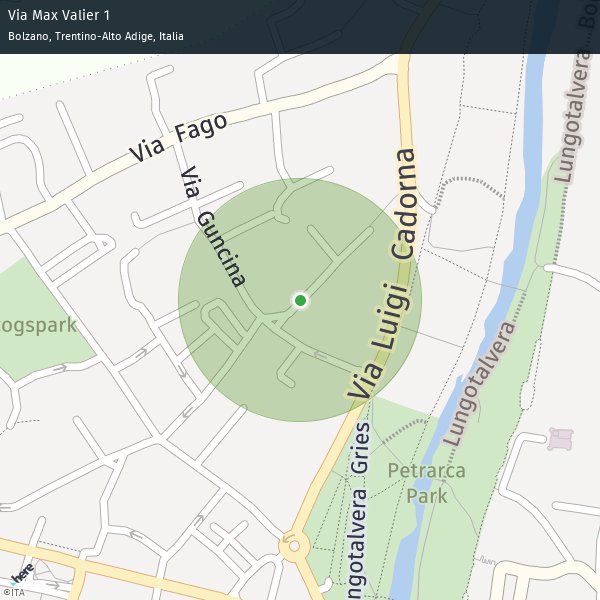 Via Max Valier 1
Bolzano, Trentino-Alto Adige, Italia
Via Fago
Via Guncina
Via Luigi Cadorna
Lungotalvera Bo
ogspark
Lungotalvera
Petrarca
Park
ngotalvera Gries
here
©ITA